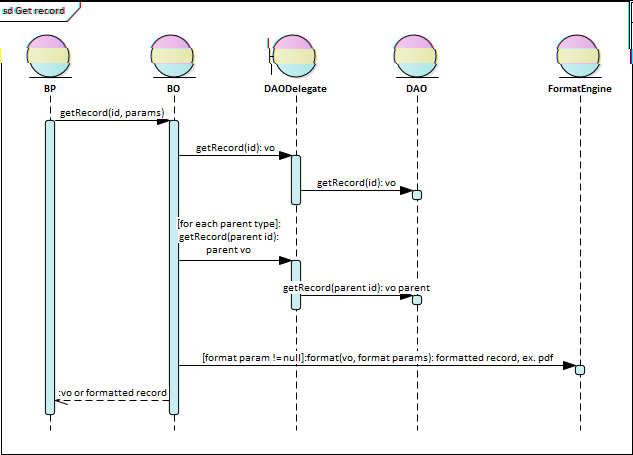 sd Get record
BP
BO
DAODelegate
DAO
FormatEngine
getRecord(id, params)
getRecord(id): vo
getRecord(id): vo
[for each parent type]:
getRecord(parent id):
parent vo
getRecord(parent id): vo parent
[format param != null]:format(vo, format params): formatted record, ex. pdf
:vo or formatted record